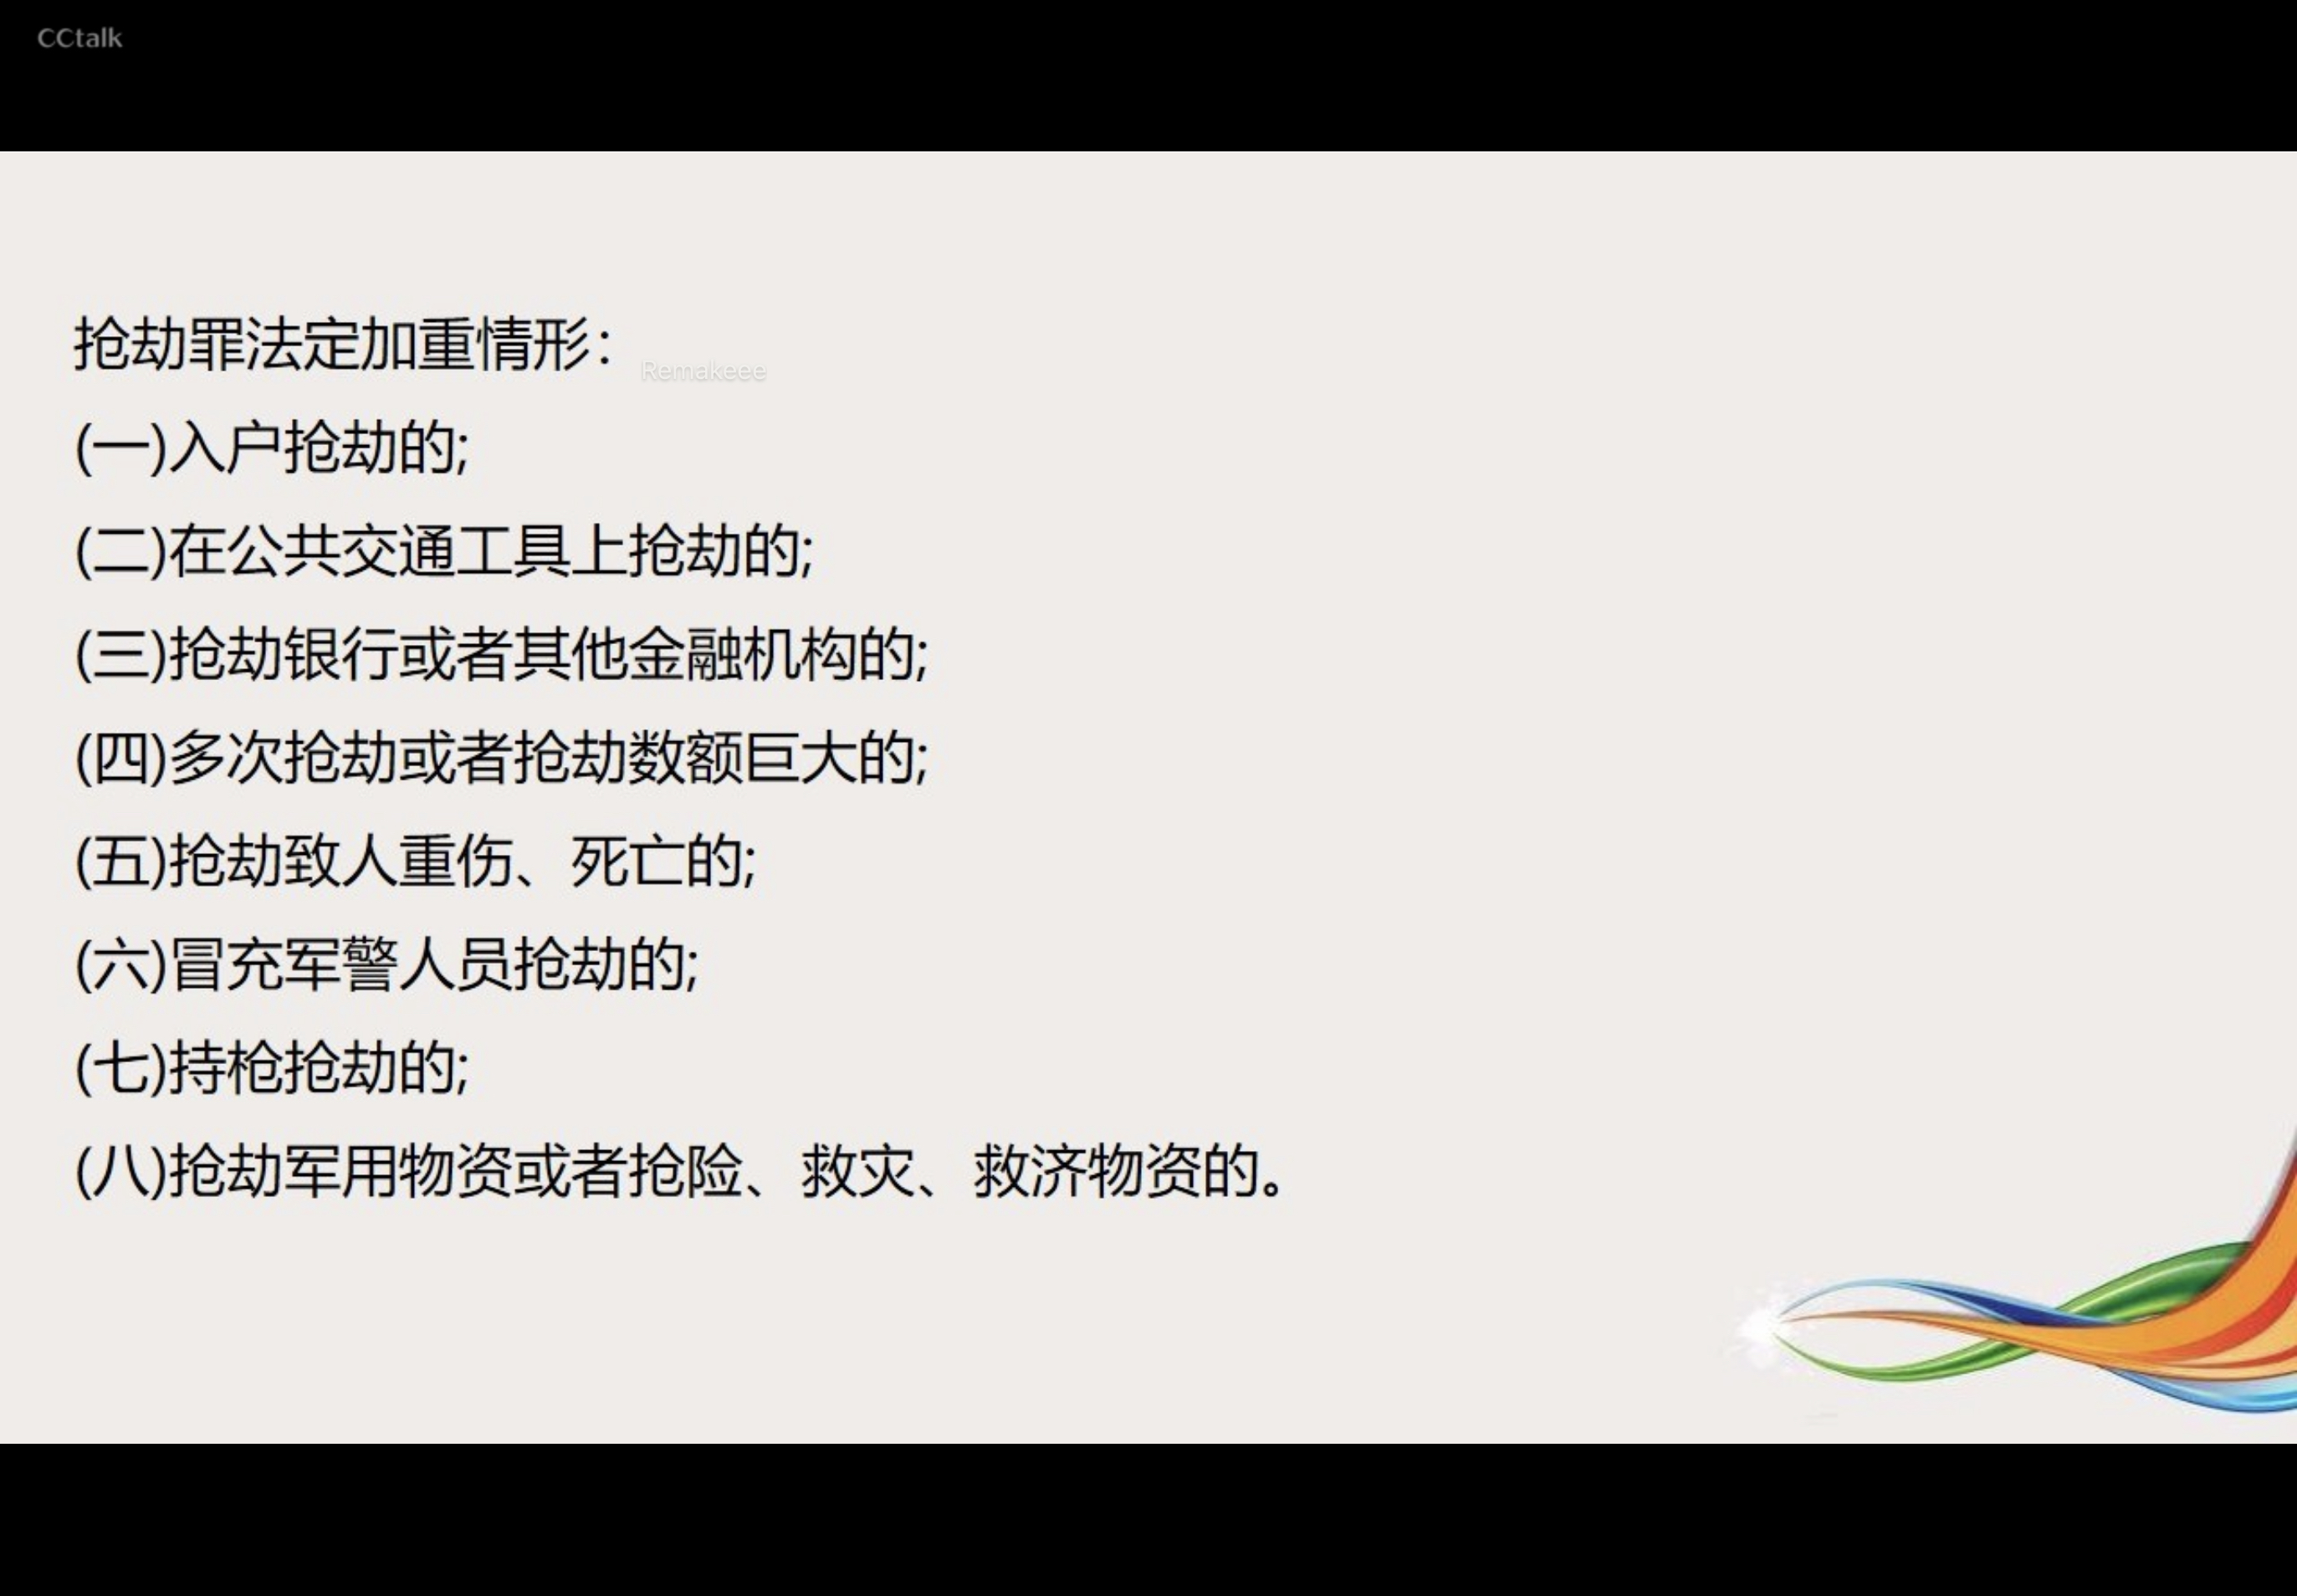 CCtalk
抢劫罪法定加重情形：
Remakeee
(一)入户抢劫的;
(二)在公共交通工具上抢劫的;
(三)抢劫银行或者其他金融机构的;
(四)多次抢劫或者抢劫数额巨大的;
(五)抢劫致人重伤、死亡的;
(六)冒充军警人员抢劫的;
(七)持枪抢劫的;
(八)抢劫军用物资或者抢险、救灾、救济物资的。